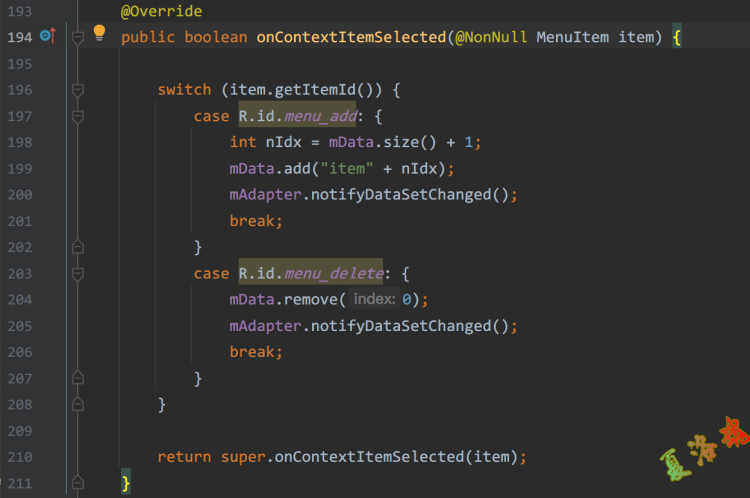 193 @Override
194 public boolean onContextItemSelected(@NonNull MenuItem item) {
195
196 switch (item.getItemId()) {
197 case R.id.menu_add: {
198 int nIdx = mData.size() + 1;
199 mData.add("item" + nIdx);
200 mAdapter.notifyDataSetChanged();
201 break;
202 }
203 case R.id.menu_delete: {
204 mData.remove( index: 0);
205 mAdapter.notifyDataSetChanged();
206 break;
207 }
208 }
209
210 return super.onContextItemSelected(item);
211 }